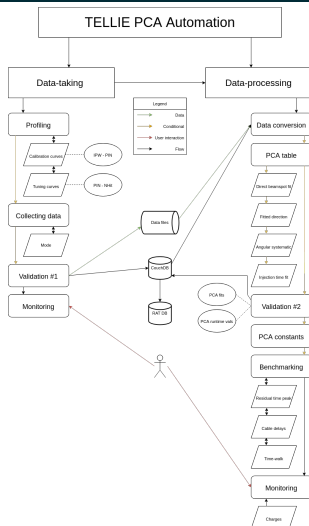 TELLIE PCA Automation
Data-taking
Data-processing
Legend
Data
Conditional
User interaction
Flow
Profiling
Calibration curves
IPW - PIN
Tuning curves
PIN - NHit
Collecting data
Mode
Validation #1
Monitoring
Data files
CouchDB
RAT DB
Data conversion
PCA table
Direct beamspot fit
Fitted direction
Angular systematic
Injection time fit
PCA fits
PCA runtime vals
Validation #2
PCA constants
Benchmarking
Residual time peak
Cable delays
Time-walk
Monitoring
Charges